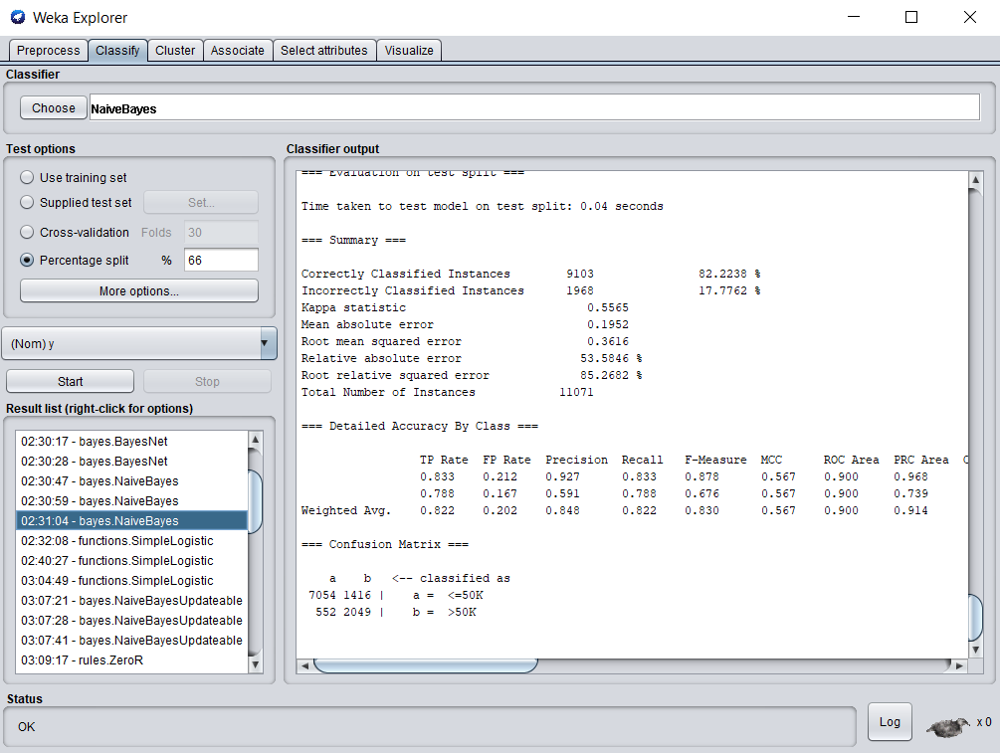 Weka Explorer
Preprocess Classify Cluster Associate Select attributes Visualize
Classifier
Choose NaiveBayes
Test options
Use training set
Supplied test set Set...
Cross-validation Folds 30
Percentage split % 66
More options...
(Nom) y
Start Stop
Result list (right-click for options)
02:30:17 - bayes.BayesNet
02:30:28 - bayes.BayesNet
02:30:47 - bayes.NaiveBayes
02:30:59 - bayes.NaiveBayes
02:31:04 - bayes.NaiveBayes
02:32:08 - functions.SimpleLogistic
02:40:27 - functions.SimpleLogistic
03:04:49 - functions.SimpleLogistic
03:07:21 - bayes.NaiveBayesUpdateable
03:07:28 - bayes.NaiveBayesUpdateable
03:07:41 - bayes.NaiveBayesUpdateable
03:09:17 - rules.ZeroR
Classifier output
=== Evaluation on test split ===
Time taken to test model on test split: 0.04 seconds
=== Summary ===
Correctly Classified Instances 9103 82.2238 %
Incorrectly Classified Instances 1968 17.7762 %
Kappa statistic 0.5565
Mean absolute error 0.1952
Root mean squared error 0.3616
Relative absolute error 53.5846 %
Root relative squared error 85.2682 %
Total Number of Instances 11071
=== Detailed Accuracy By Class ===
TP Rate FP Rate Precision Recall F-Measure MCC ROC Area PRC Area C
0.833 0.212 0.927 0.833 0.878 0.567 0.900 0.968
0.788 0.167 0.591 0.788 0.676 0.567 0.900 0.739
Weighted Avg. 0.822 0.202 0.848 0.822 0.830 0.567 0.900 0.914
=== Confusion Matrix ===
a b <-- classified as
7054 1416 | a = <=50K
552 2049 | b = >50K
Status
OK
Log x 0